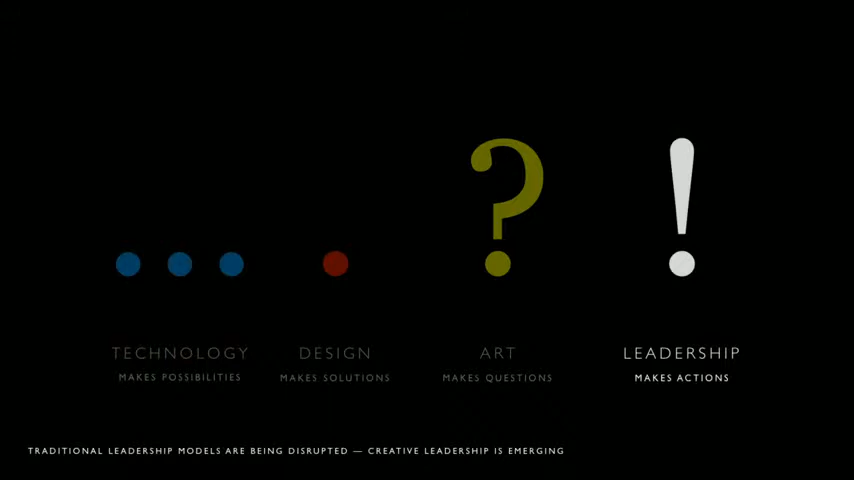 ... . ? !
TECHNOLOGY DESIGN ART LEADERSHIP
MAKES POSSIBILITIES MAKES SOLUTIONS MAKES QUESTIONS MAKES ACTIONS
TRADITIONAL LEADERSHIP MODELS ARE BEING DISRUPTED — CREATIVE LEADERSHIP IS EMERGING